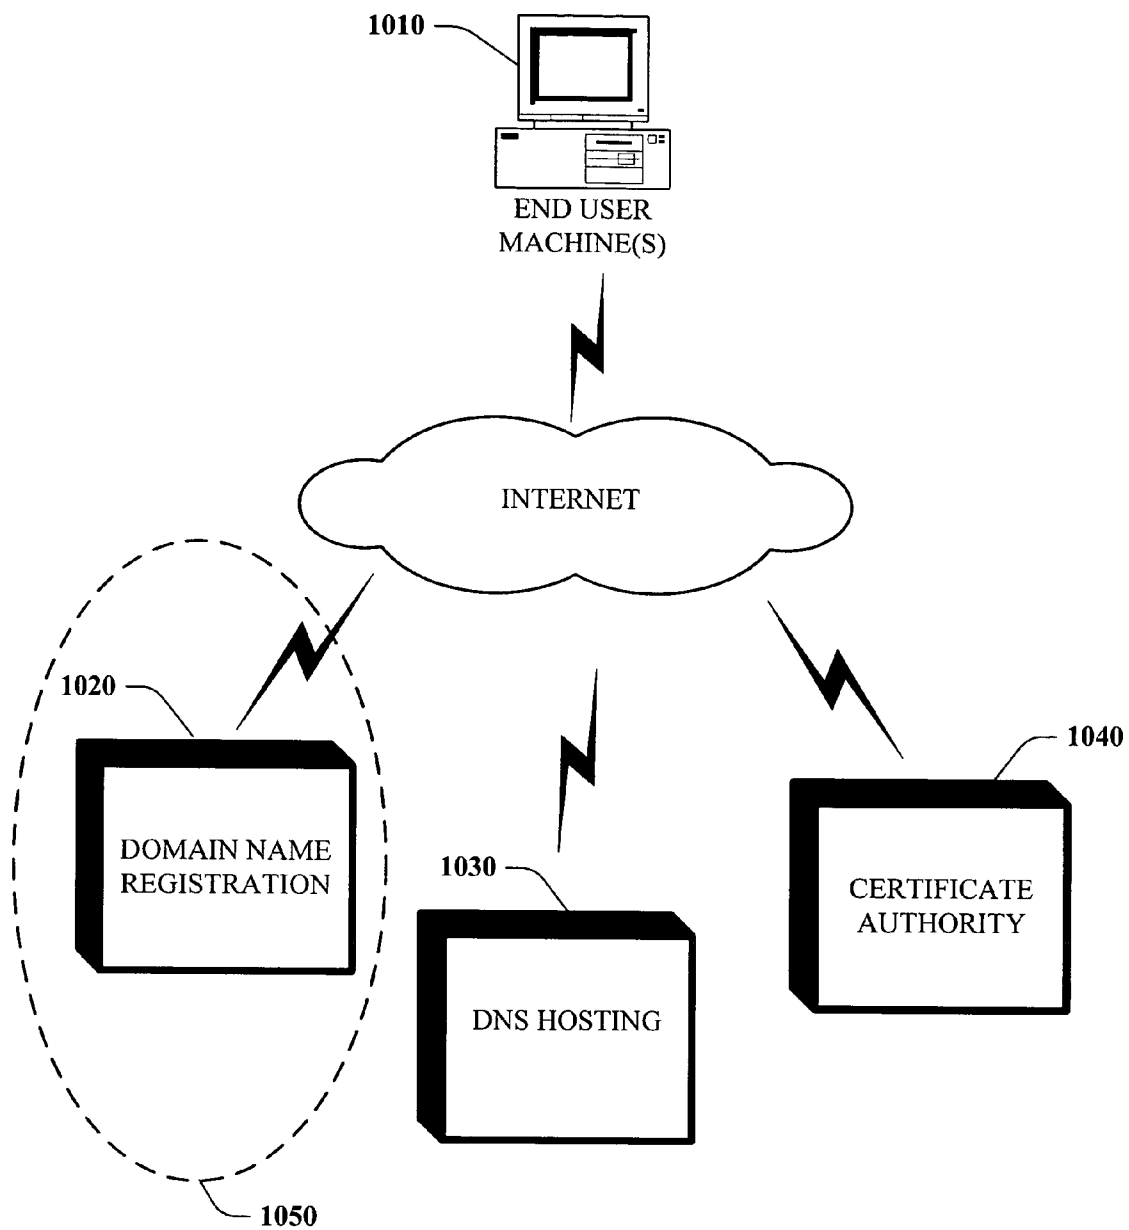 1010
END USER
MACHINE(S)
INTERNET
1020
DOMAIN NAME
REGISTRATION
1030
DNS HOSTING
1040
CERTIFICATE
AUTHORITY
1050